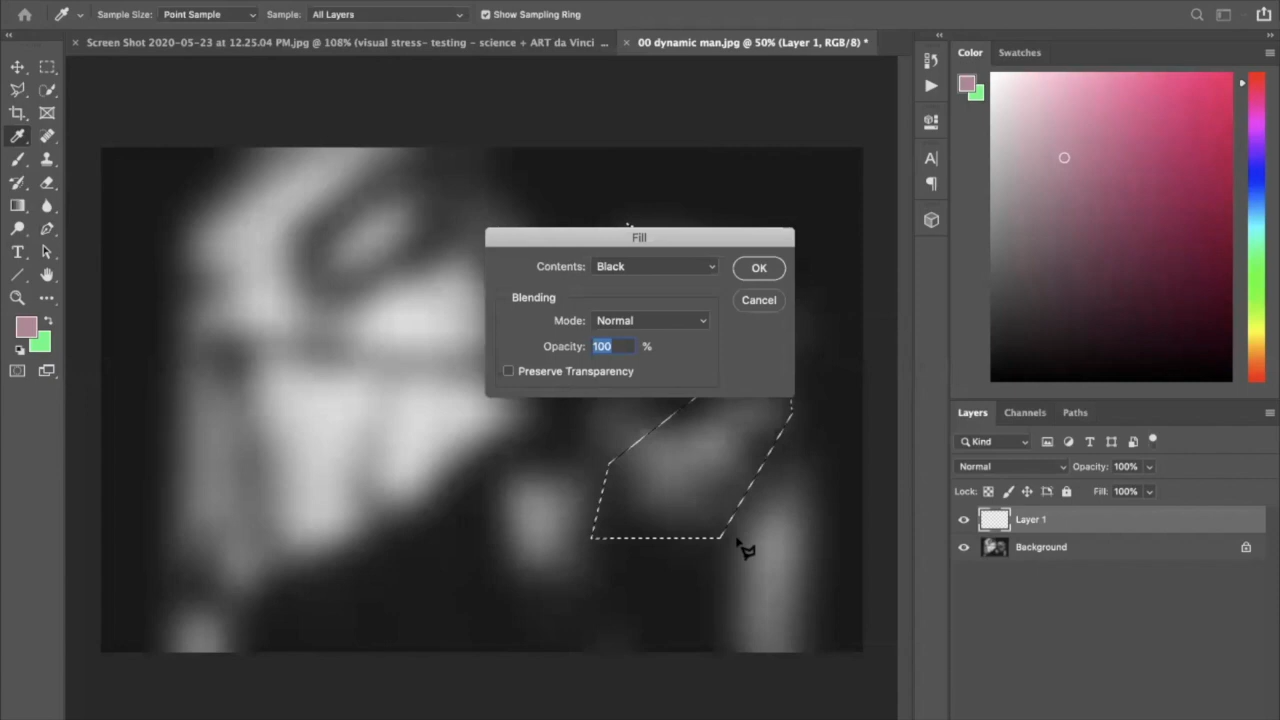 Sample Size: Point Sample Sample: All Layers Show Sampling Ring
Screen Shot 2020-05-23 at 12.25.04 PM.jpg @ 108% (visual stress- testing - science + ART da Vinci ... 00 dynamic man.jpg @ 50% (Layer 1, RGB/8) *
Color Swatches
A
T
Fill
Contents: Black OK
Blending Cancel
Mode: Normal
Opacity: 100 %
Preserve Transparency
Layers Channels Paths
Kind T
Normal Opacity: 100%
Lock: Fill: 100%
Layer 1
Background